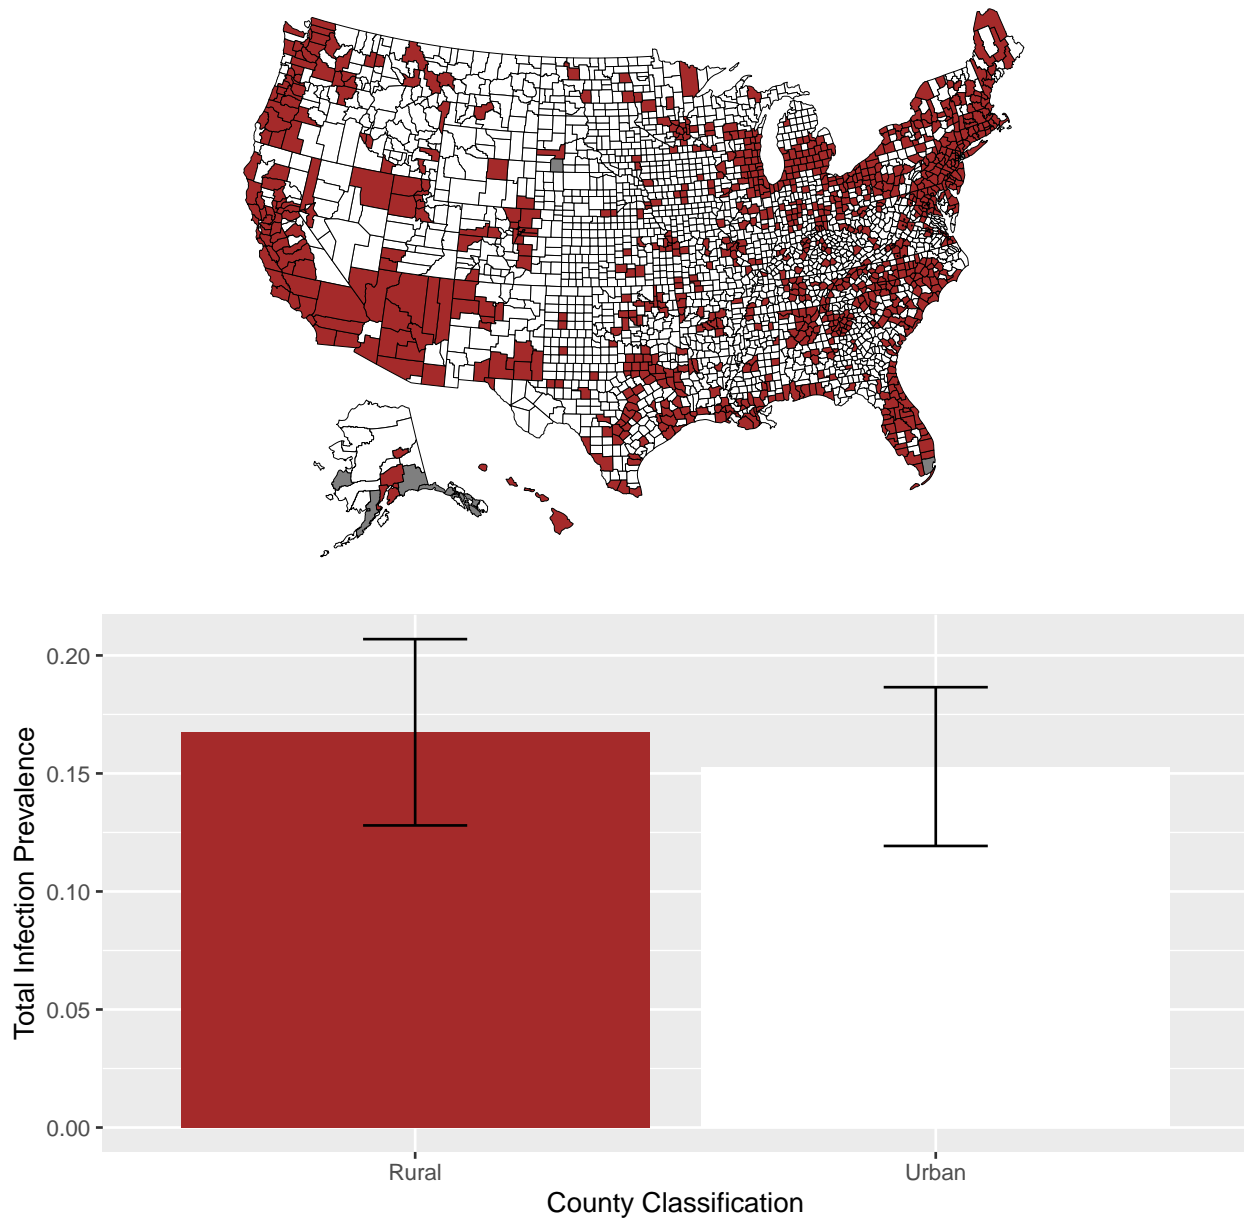 0.20
0.15
0.10
0.05
0.00
Total Infection Prevalence
Rural
Urban
County Classification